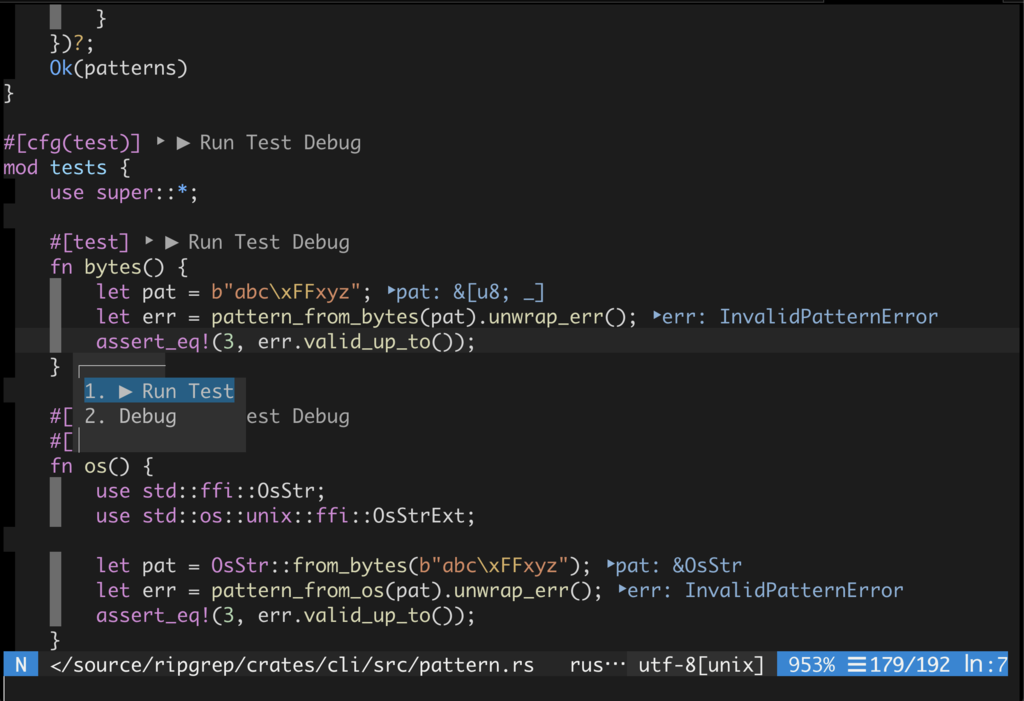 }
    })?;
    Ok(patterns)
}

#[cfg(test)] ‣ ▶ Run Test Debug
mod tests {
    use super::*;

    #[test] ‣ ▶ Run Test Debug
    fn bytes() {
        let pat = b"abc\xFFxyz"; ‣pat: &[u8; _]
        let err = pattern_from_bytes(pat).unwrap_err(); ‣err: InvalidPatternError
        assert_eq!(3, err.valid_up_to());
    }
1. ▶ Run Test
    #[ 2. Debug est Debug
    #[
    fn os() {
        use std::ffi::OsStr;
        use std::os::unix::ffi::OsStrExt;

        let pat = OsStr::from_bytes(b"abc\xFFxyz"); ‣pat: &OsStr
        let err = pattern_from_os(pat).unwrap_err(); ‣err: InvalidPatternError
        assert_eq!(3, err.valid_up_to());
    }
N </source/ripgrep/crates/cli/src/pattern.rs rus⋯ utf-8[unix] 953% ☰179/192 ln:7